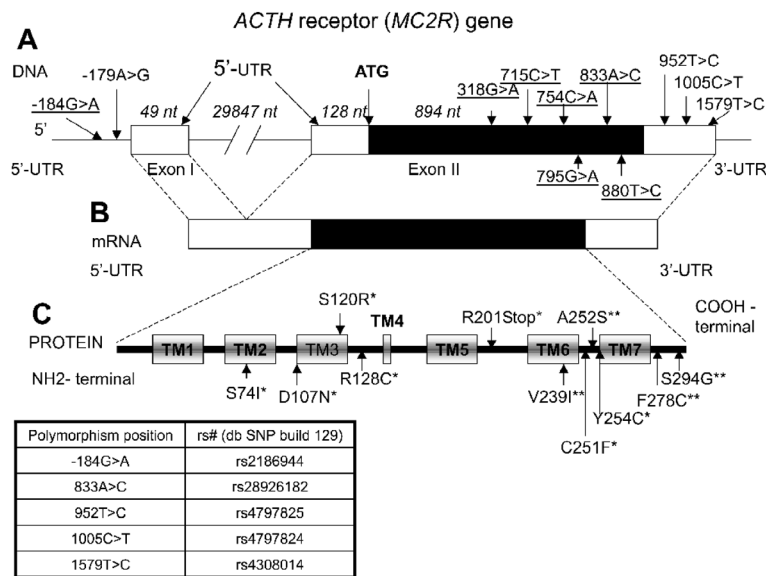 ACTH receptor (MC2R) gene
A
DNA
-184G>A
-179A>G
5'-UTR
ATG
318G>A
715C>T
754C>A
833A>C
952T>C
1005C>T
1579T>C
5'
49 nt
29847 nt
128 nt
894 nt
5'-UTR
Exon I
Exon II
795G>A
880T>C
3'-UTR
B
mRNA
5'-UTR
3'-UTR
C
PROTEIN
NH2- terminal
COOH -
terminal
S120R*
TM4
R201Stop*
A252S**
TM1
TM2
TM3
TM5
TM6
TM7
S74I*
D107N*
R128C*
V239I**
C251F*
Y254C*
F278C**
S294G**
Polymorphism position rs# (db SNP build 129)
-184G>A rs2186944
833A>C rs28926182
952T>C rs4797825
1005C>T rs4797824
1579T>C rs4308014